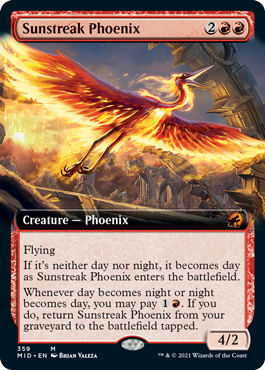 Sunstreak Phoenix 2
Creature — Phoenix
Flying
If it's neither day nor night, it becomes day
as Sunstreak Phoenix enters the battlefield.
Whenever day becomes night or night
becomes day, you may pay 1 . If you
do, return Sunstreak Phoenix from your
graveyard to the battlefield tapped.
4/2
359 M
MID • EN BRIAN VALEZA ™ & © 2021 Wizards of the Coast